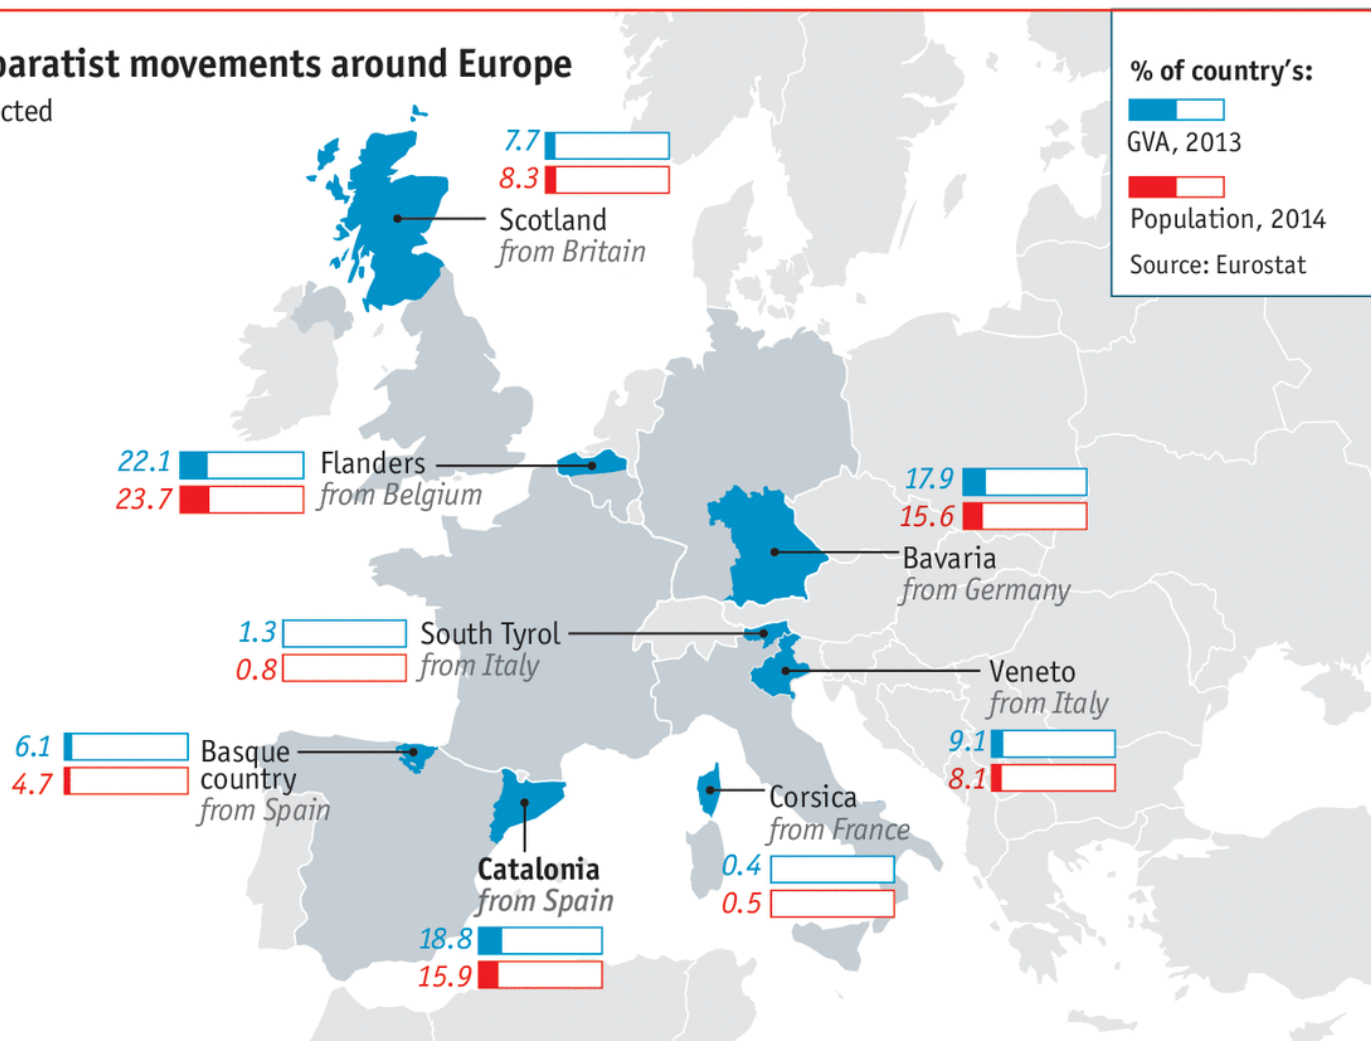 paratist movements around Europe
cted
% of country's:
GVA, 2013
Population, 2014
Source: Eurostat
7.7
8.3
Scotland
from Britain
22.1
23.7
Flanders
from Belgium
17.9
15.6
Bavaria
from Germany
1.3
0.8
South Tyrol
from Italy
Veneto
from Italy
9.1
8.1
6.1
4.7
Basque
country
from Spain
Corsica
from France
0.4
0.5
Catalonia
from Spain
18.8
15.9